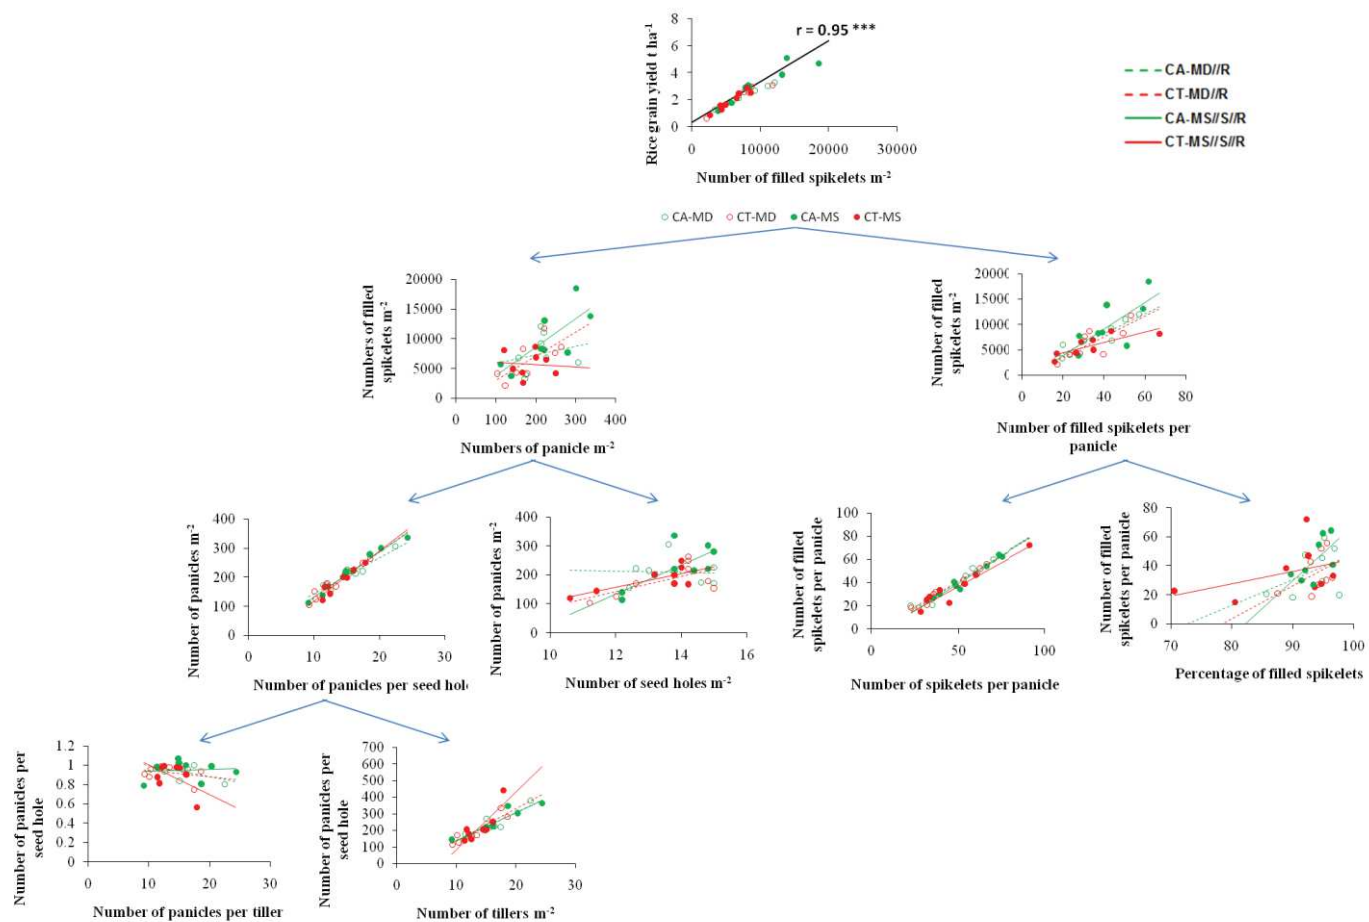 r = 0.95 ***
Rice grain yield t ha⁻¹
8
6
4
2
0
0 10000 20000 30000
Number of filled spikelets m⁻²
CA-MD//R
CT-MD//R
CA-MS//S//R
CT-MS//S//R
CA-MD CT-MD CA-MS CT-MS
Numbers of filled
spikelets m⁻²
20000
15000
10000
5000
0
0 100 200 300 400
Numbers of panicle m⁻²
Number of filled
spikelets m⁻²
20000
15000
10000
5000
0
0 20 40 60 80
Number of filled spikelets per
panicle
Number of panicles m⁻²
400
300
200
100
0
0 10 20 30
Number of panicles per seed hole
Number of panicles m⁻²
400
300
200
100
0
10 12 14 16
Number of seed holes m⁻²
Number of filled
spikelets per panicle
100
80
60
40
20
0
0 50 100
Number of spikelets per panicle
Number of filled
spikelets per panicle
80
60
40
20
0
70 80 90 100
Percentage of filled spikelets
Number of panicles per
seed hole
1.2
1
0.8
0.6
0.4
0.2
0
0 10 20 30
Number of panicles per tiller
Number of panicles per
seed hole
700
600
500
400
300
200
100
0
0 10 20 30
Number of tillers m⁻²